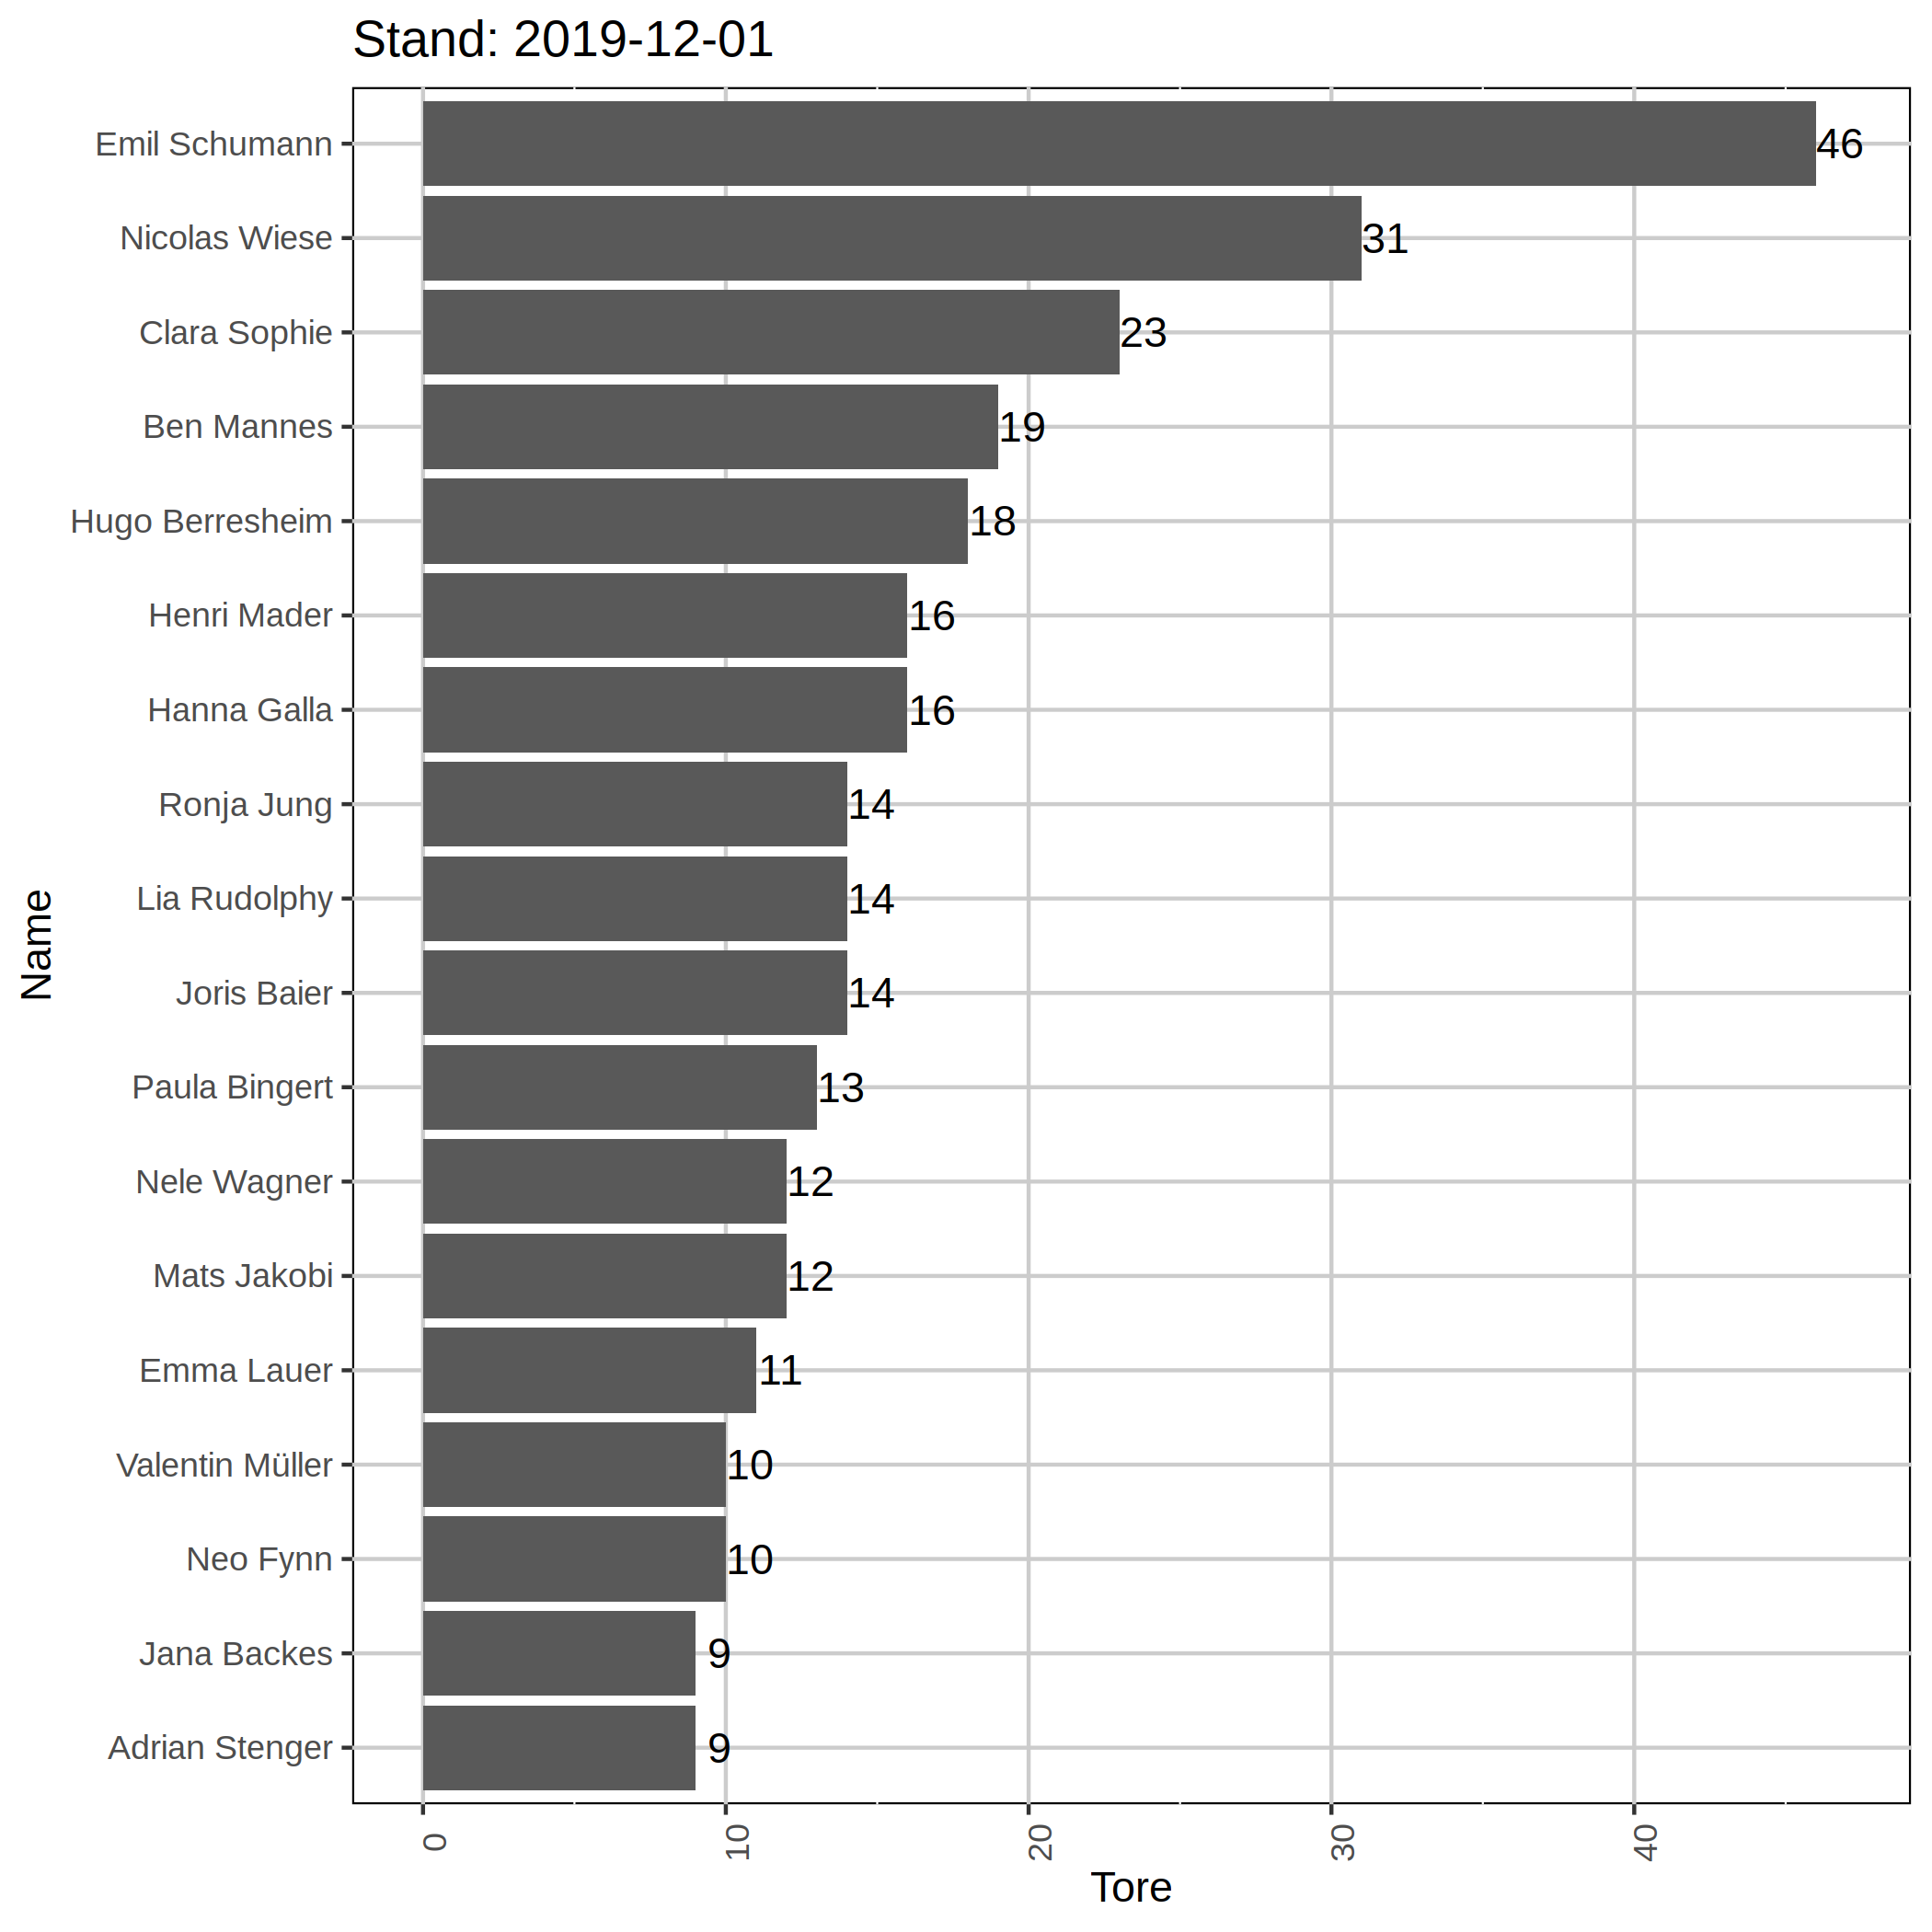 Stand: 2019-12-01
Name
Emil Schumann 46
Nicolas Wiese 31
Clara Sophie 23
Ben Mannes 19
Hugo Berresheim 18
Henri Mader 16
Hanna Galla 16
Ronja Jung 14
Lia Rudolphy 14
Joris Baier 14
Paula Bingert 13
Nele Wagner 12
Mats Jakobi 12
Emma Lauer 11
Valentin Müller 10
Neo Fynn 10
Jana Backes 9
Adrian Stenger 9
0 10 20 30 40
Tore